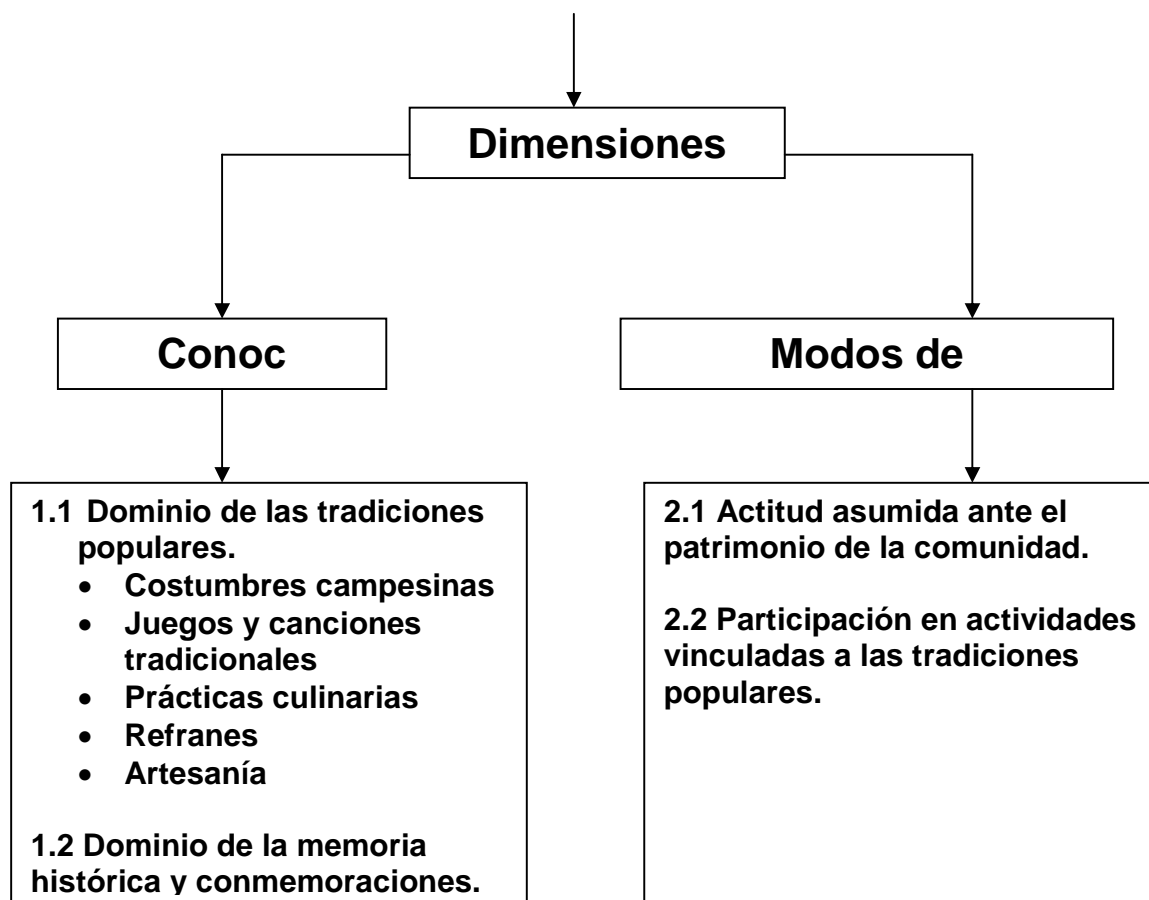 Dimensiones
Conoc
Modos de
1.1 Dominio de las tradiciones
populares.
• Costumbres campesinas
• Juegos y canciones
tradicionales
• Prácticas culinarias
• Refranes
• Artesanía
1.2 Dominio de la memoria
histórica y conmemoraciones.
2.1 Actitud asumida ante el
patrimonio de la comunidad.
2.2 Participación en actividades
vinculadas a las tradiciones
populares.